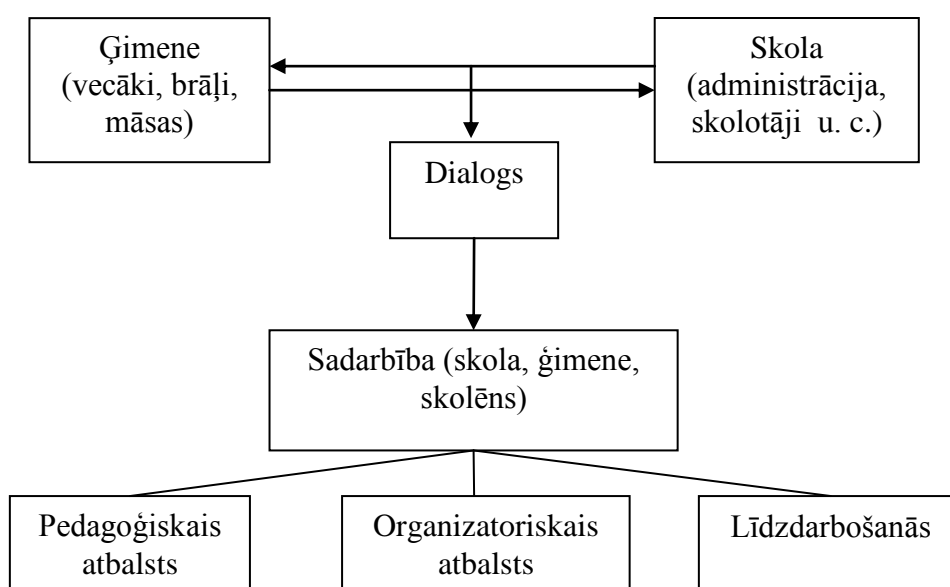 Ģimene
(vecāki, brāļi,
māsas)
Skola
(administrācija,
skolotāji u. c.)
Dialogs
Sadarbība (skola, ģimene,
skolēns)
Pedagoģiskais
atbalsts
Organizatoriskais
atbalsts
Līdzdarbošanās